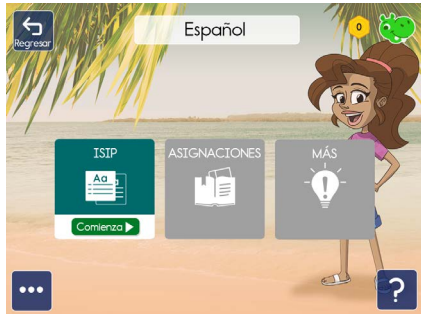 Regresar
Español
0
ISIP
Aa
Comienza
ASIGNACIONES
MÁS
?